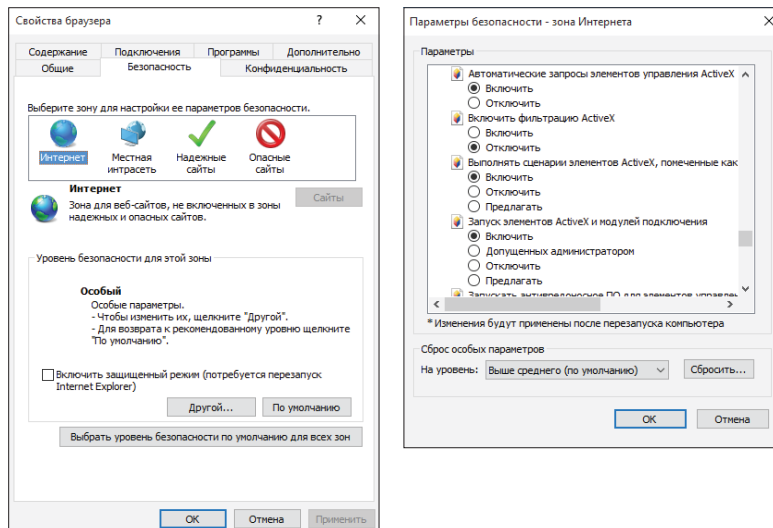 Свойства браузера
Содержание Подключения Программы Дополнительно
Общие Безопасность Конфиденциальность
Выберите зону для настройки ее параметров безопасности.
Интернет
Местная
интрасеть
Надежные
сайты
Опасные
сайты
Интернет
Зона для веб-сайтов, не включенных в зоны
надежных и опасных сайтов.
Сайты
Уровень безопасности для этой зоны
Особый
Особые параметры.
- Чтобы изменить их, щелкните "Другой".
- Для возврата к рекомендованному уровню щелкните
"По умолчанию".
Включить защищенный режим (потребуется перезапуск
Internet Explorer)
Другой... По умолчанию
Выбрать уровень безопасности по умолчанию для всех зон
ОК Отмена Применить
Параметры безопасности - зона Интернета
Параметры
Автоматические запросы элементов управления ActiveX
Включить
Отключить
Включить фильтрацию ActiveX
Включить
Отключить
Выполнять сценарии элементов ActiveX, помеченные как
Включить
Отключить
Предлагать
Запуск элементов ActiveX и модулей подключения
Включить
Допущенных администратором
Отключить
Предлагать
Запускать антивредоносное ПО для элементов управлен
* Изменения будут применены после перезапуска компьютера
Сброс особых параметров
На уровень: Выше среднего (по умолчанию) Сбросить...
ОК Отмена